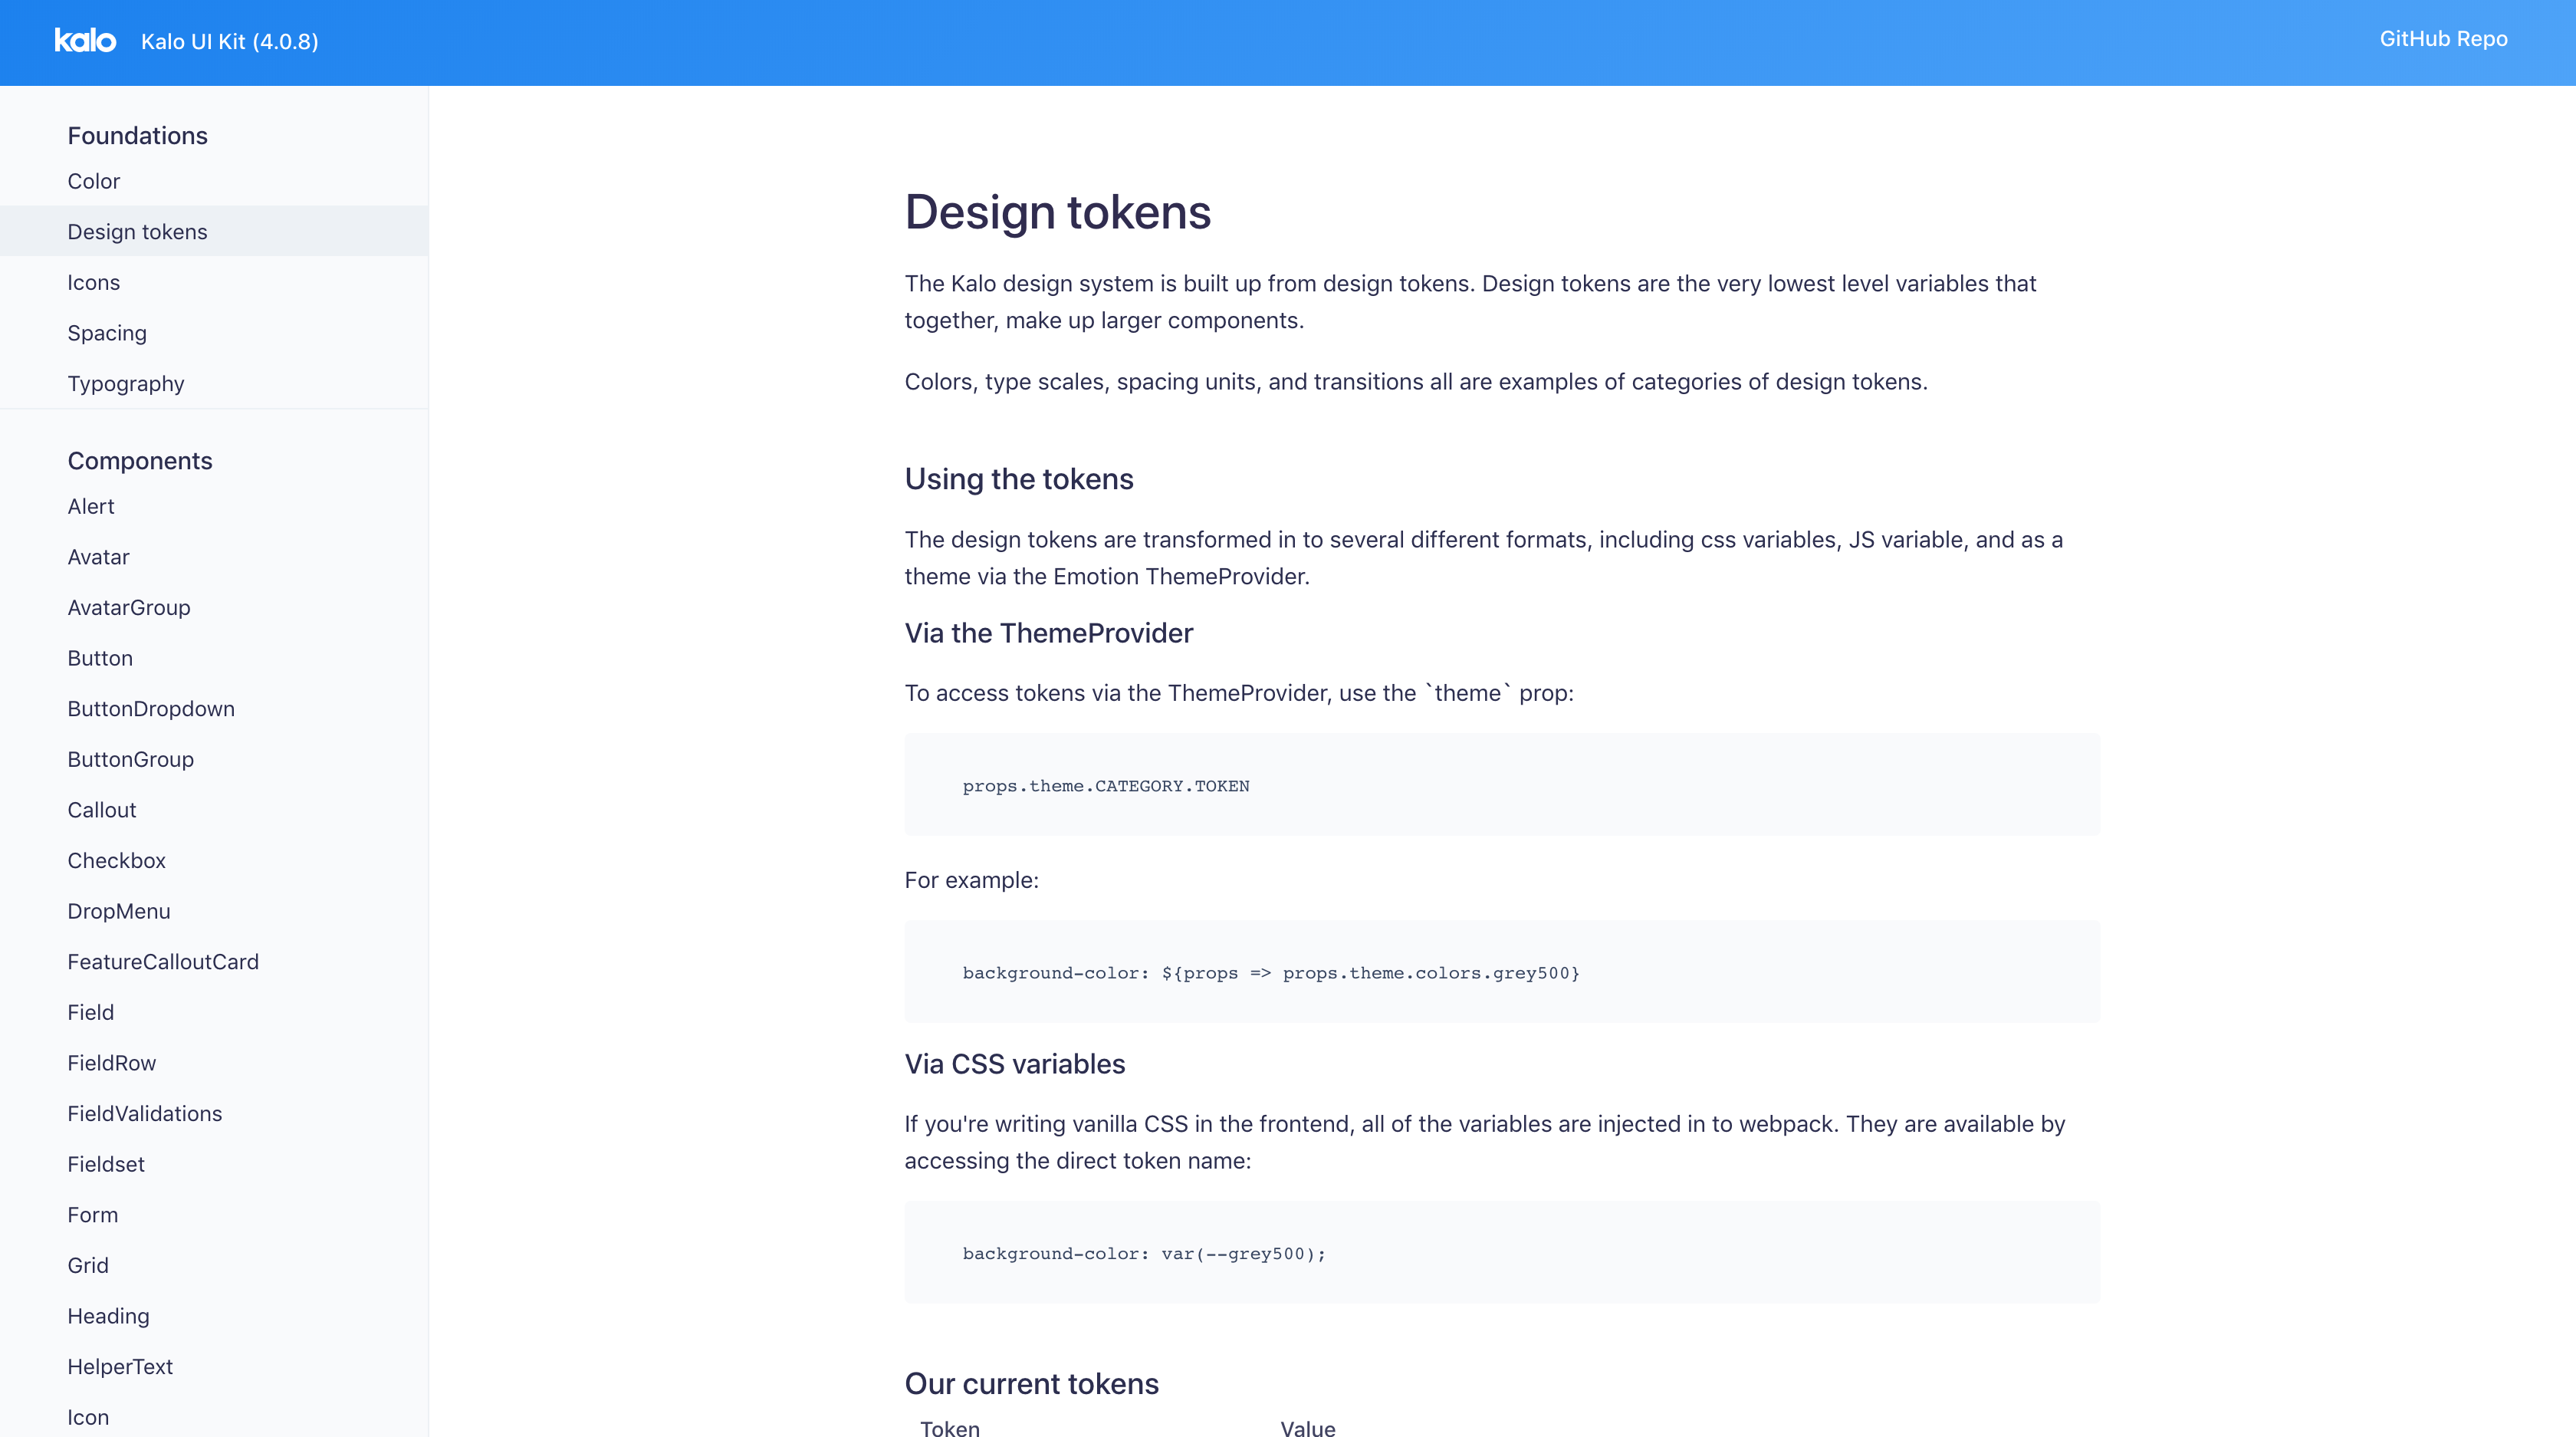 kalo Kalo UI Kit (4.0.8)
GitHub Repo
Foundations
Color
Design tokens
Icons
Spacing
Typography
Components
Alert
Avatar
AvatarGroup
Button
ButtonDropdown
ButtonGroup
Callout
Checkbox
DropMenu
FeatureCalloutCard
Field
FieldRow
FieldValidations
Fieldset
Form
Grid
Heading
HelperText
Icon
Design tokens
The Kalo design system is built up from design tokens. Design tokens are the very lowest level variables that
together, make up larger components.
Colors, type scales, spacing units, and transitions all are examples of categories of design tokens.
Using the tokens
The design tokens are transformed in to several different formats, including css variables, JS variable, and as a
theme via the Emotion ThemeProvider.
Via the ThemeProvider
To access tokens via the ThemeProvider, use the `theme` prop:
props.theme.CATEGORY.TOKEN
For example:
background-color: ${props => props.theme.colors.grey500}
Via CSS variables
If you're writing vanilla CSS in the frontend, all of the variables are injected in to webpack. They are available by
accessing the direct token name:
background-color: var(--grey500);
Our current tokens
Token Value